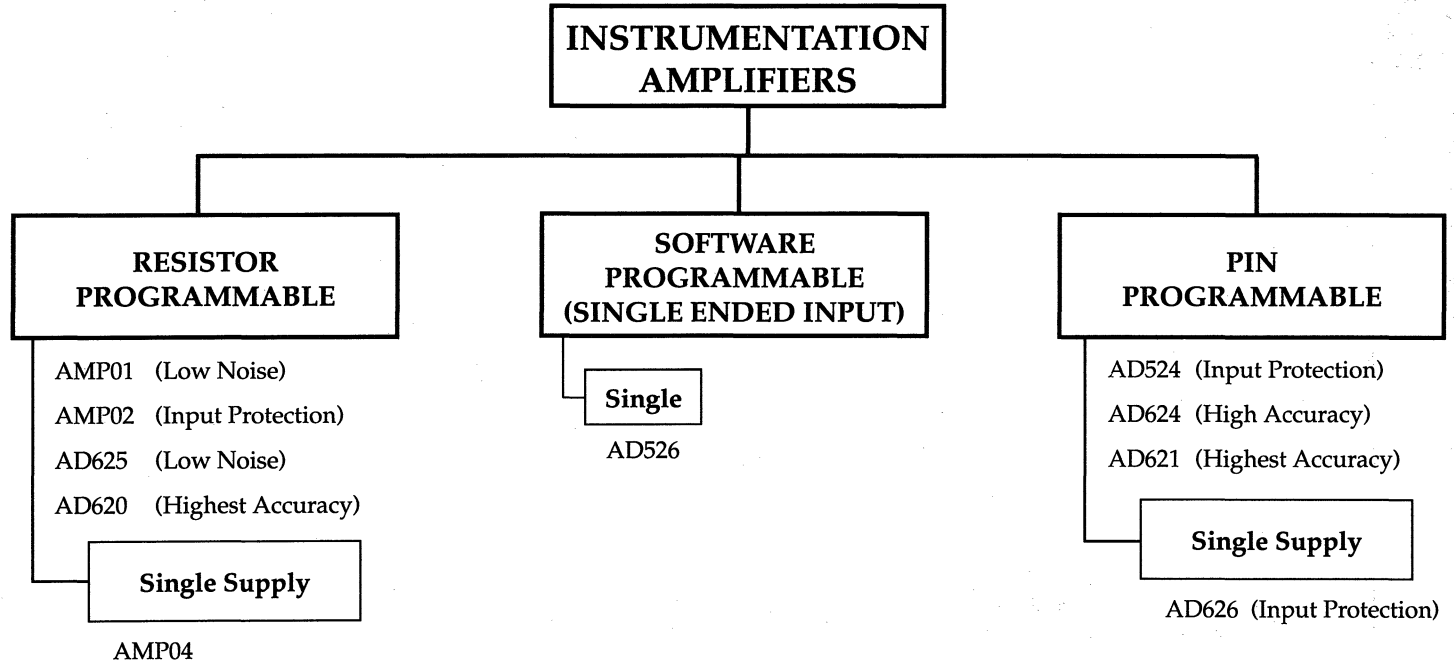 INSTRUMENTATION
AMPLIFIERS
RESISTOR
PROGRAMMABLE
AMP01 (Low Noise)
AMP02 (Input Protection)
AD625 (Low Noise)
AD620 (Highest Accuracy)
Single Supply
AMP04
SOFTWARE
PROGRAMMABLE
(SINGLE ENDED INPUT)
Single
AD526
PIN
PROGRAMMABLE
AD524 (Input Protection)
AD624 (High Accuracy)
AD621 (Highest Accuracy)
Single Supply
AD626 (Input Protection)